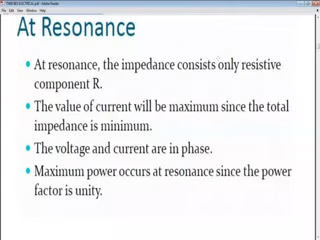 At Resonance
At resonance, the impedance consists only resistive
component R.
The value of current will be maximum since the total
impedance is minimum.
The voltage and current are in phase.
Maximum power occurs at resonance since the power
factor is unity.